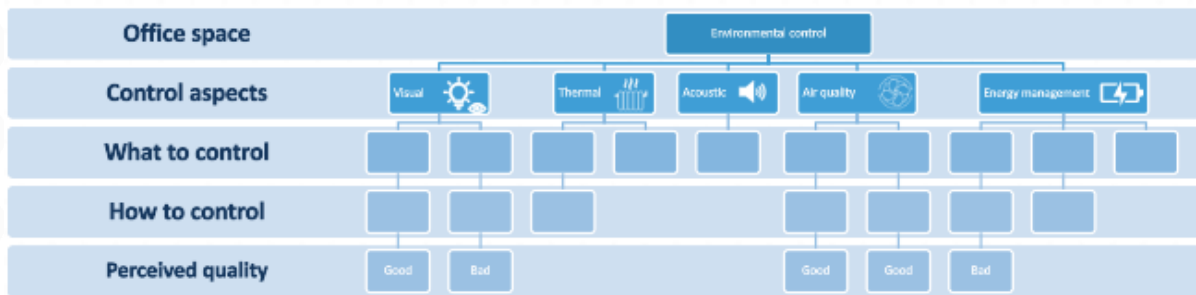 Office space
Environmental control
Control aspects
Visual
Thermal
Acoustic
Air quality
Energy management
What to control
How to control
Perceived quality
Good
Bad
Good
Good
Bad